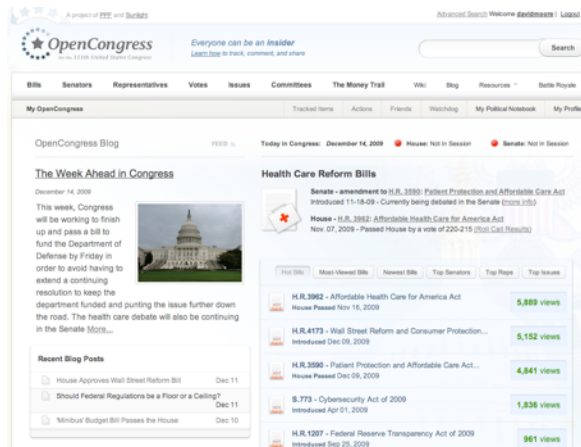 A project of PPF and Sunlight
Advanced Search Welcome davidmoore | Logout
OpenCongress
for the 111th United States Congress
Everyone can be an insider
Learn how to track, comment, and share
Search
Bills Senators Representatives Votes Issues Committees The Money Trail Wiki Blog Resources Battle Royale
My OpenCongress Tracked Items Actions Friends Watchdog My Political Notebook My Profile
OpenCongress Blog FEED
Today in Congress: December 14, 2009 House: Not In Session Senate: Not In Session
The Week Ahead in Congress
December 14, 2009
This week, Congress
will be working to finish
up and pass a bill to
fund the Department of
Defense by Friday in
order to avoid having to
extend a continuing
resolution to keep the
department funded and punting the issue further down
the road. The health care debate will also be continuing
in the Senate More...
Recent Blog Posts
House Approves Wall Street Reform Bill Dec 11
Should Federal Regulations be a Floor or a Ceiling?
Dec 11
'Minibus' Budget Bill Passes the House Dec 10
Health Care Reform Bills
Senate - amendment to H.R. 3590: Patient Protection and Affordable Care Act
Introduced 11-18-09 - Currently being debated in the Senate (more info)
House - H.R. 3962: Affordable Health Care for America Act
Nov. 07, 2009 - Passed House by a vote of 220-215 (Roll Call Results)
Hot Bills Most-Viewed Bills Newest Bills Top Senators Top Reps Top Issues
H.R.3962 - Affordable Health Care for America Act
House Passed Nov 16, 2009
5,889 views
H.R.4173 - Wall Street Reform and Consumer Protection...
Introduced Dec 09, 2009
5,152 views
H.R.3590 - Patient Protection and Affordable Care Act...
House Passed Dec 09, 2009
4,841 views
S.773 - Cybersecurity Act of 2009
Introduced Apr 01, 2009
1,836 views
H.R.1207 - Federal Reserve Transparency Act of 2009
Introduced Sep 25, 2009
961 views